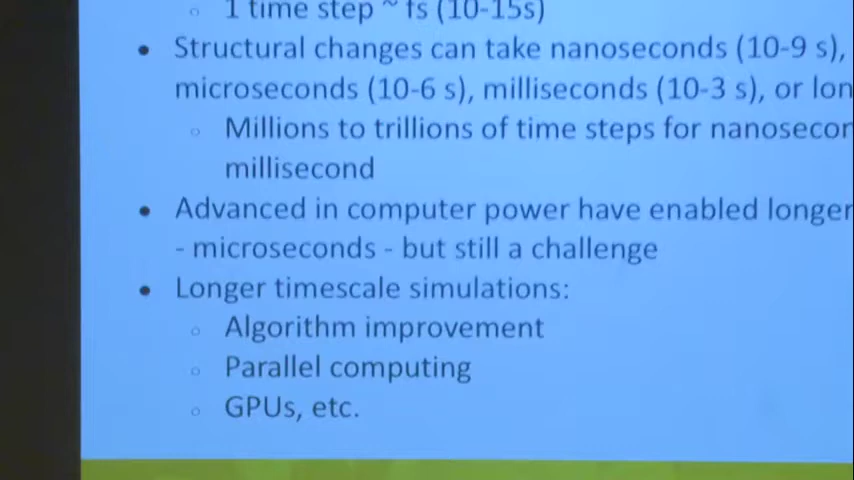 1 time step ~ fs (10-15s)
Structural changes can take nanoseconds (10-9 s),
microseconds (10-6 s), milliseconds (10-3 s), or
Millions to trillions of time steps for
millisecond
Advanced in computer power have enabled longer
- microseconds - but still a challenge
Longer timescale simulations:
Algorithm improvement
Parallel computing
GPUs, etc.